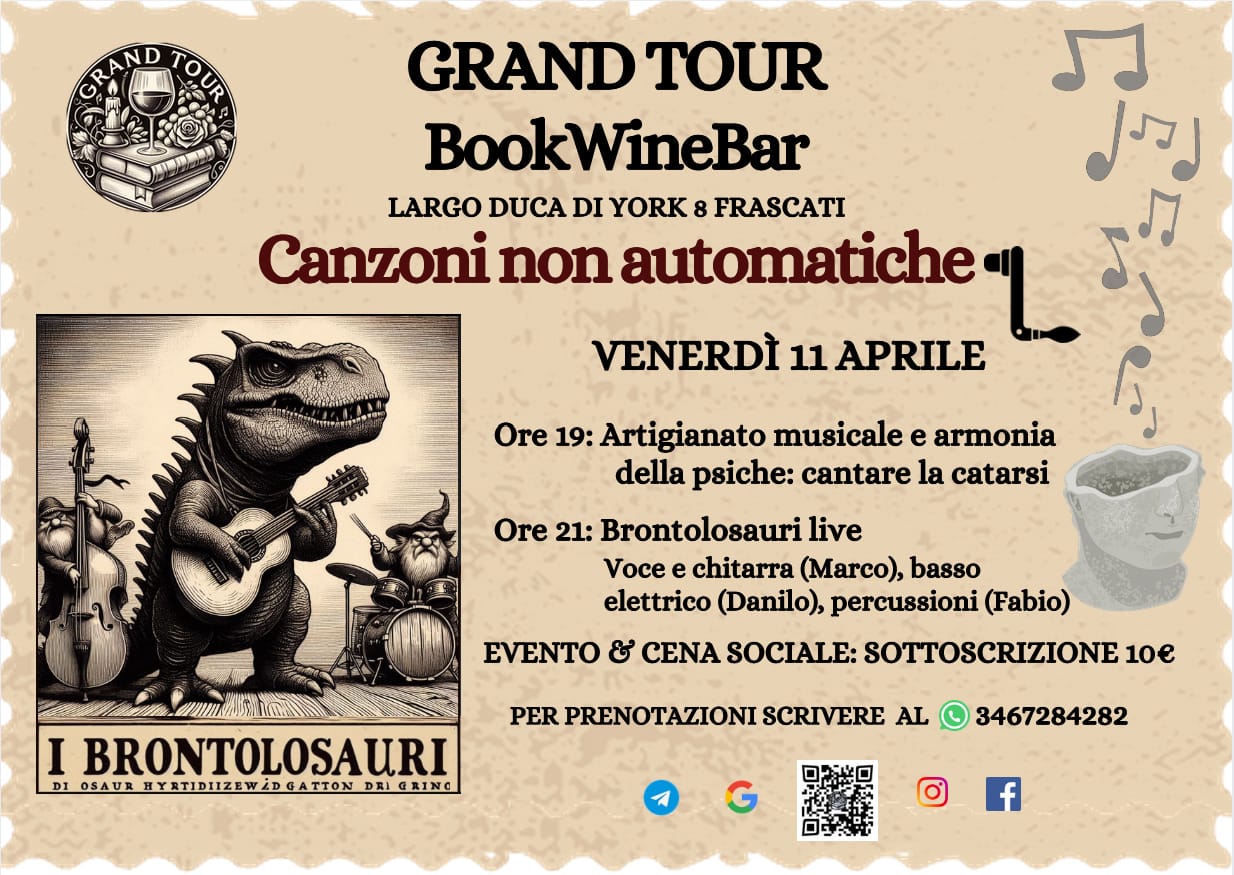 GRAND TOUR
GRAND TOUR
BookWineBar
LARGO DUCA DI YORK 8 FRASCATI
Canzoni non automatiche
VENERDÌ 11 APRILE
Ore 19: Artigianato musicale e armonia
della psiche: cantare la catarsi
Ore 21: Brontolosauri live
Voce e chitarra (Marco), basso
elettrico (Danilo), percussioni (Fabio)
EVENTO & CENA SOCIALE: SOTTOSCRIZIONE 10€
PER PRENOTAZIONI SCRIVERE AL 3467284282
I BRONTOLOSAURI